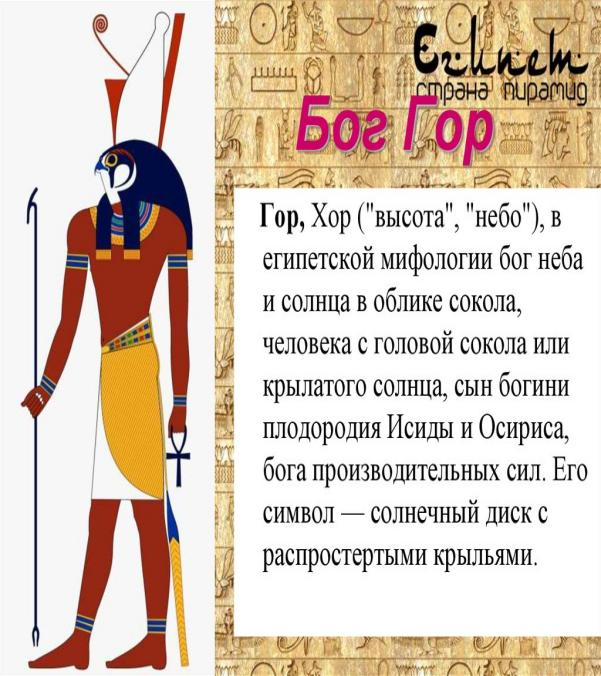 Египет
страна пирамид
Бог Гор
Гор, Хор ("высота", "небо"), в
египетской мифологии бог неба
и солнца в облике сокола,
человека с головой сокола или
крылатого солнца, сын богини
плодородия Исиды и Осириса,
бога производительных сил. Его
символ — солнечный диск с
распростертыми крыльями.